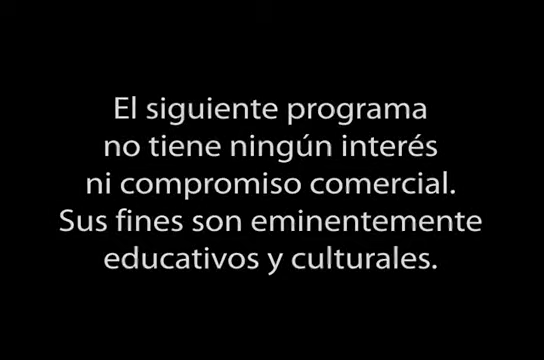 El siguiente programa
no tiene ningún interés
ni compromiso comercial.
Sus fines son eminentemente
educativos y culturales.